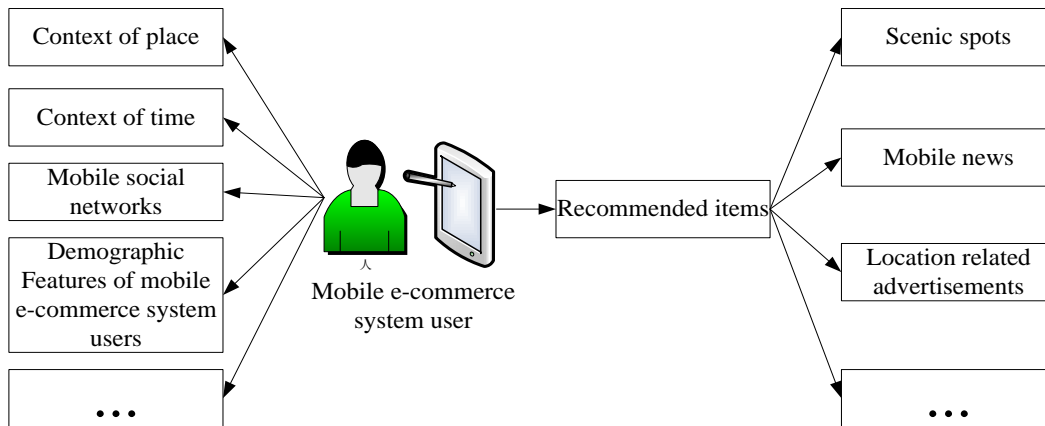 Context of place
Context of time
Mobile social
networks
Demographic
Features of mobile
e-commerce system
users
...
Mobile e-commerce
system user
Recommended items
Scenic spots
Mobile news
Location related
advertisements
...